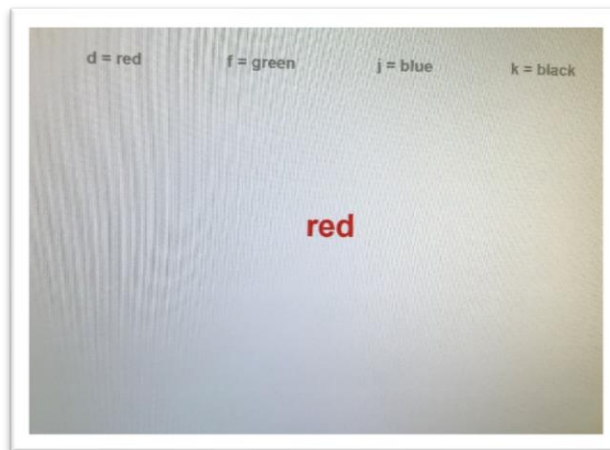 d = red f = green j = blue k = black
red